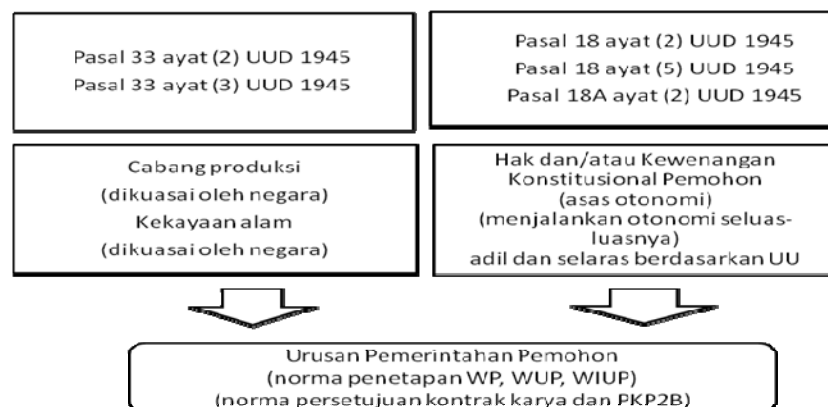 Pasal 33 ayat (2) UUD 1945
Pasal 33 ayat (3) UUD 1945
Pasal 18 ayat (2) UUD 1945
Pasal 18 ayat (5) UUD 1945
Pasal 18A ayat (2) UUD 1945
Cabang produksi
(dikuasai oleh negara)
Kekayaan alam
(dikuasai oleh negara)
Hak dan/atau Kewenangan
Konstitusional Pemohon
(asas otonomi)
(menjalankan otonomi seluas-
luasnya)
adil dan selaras berdasarkan UU
Urusan Pemerintahan Pemohon
(norma penetapan WP, WUP, WIUP)
(norma persetujuan kontrak karya dan PKP2B)